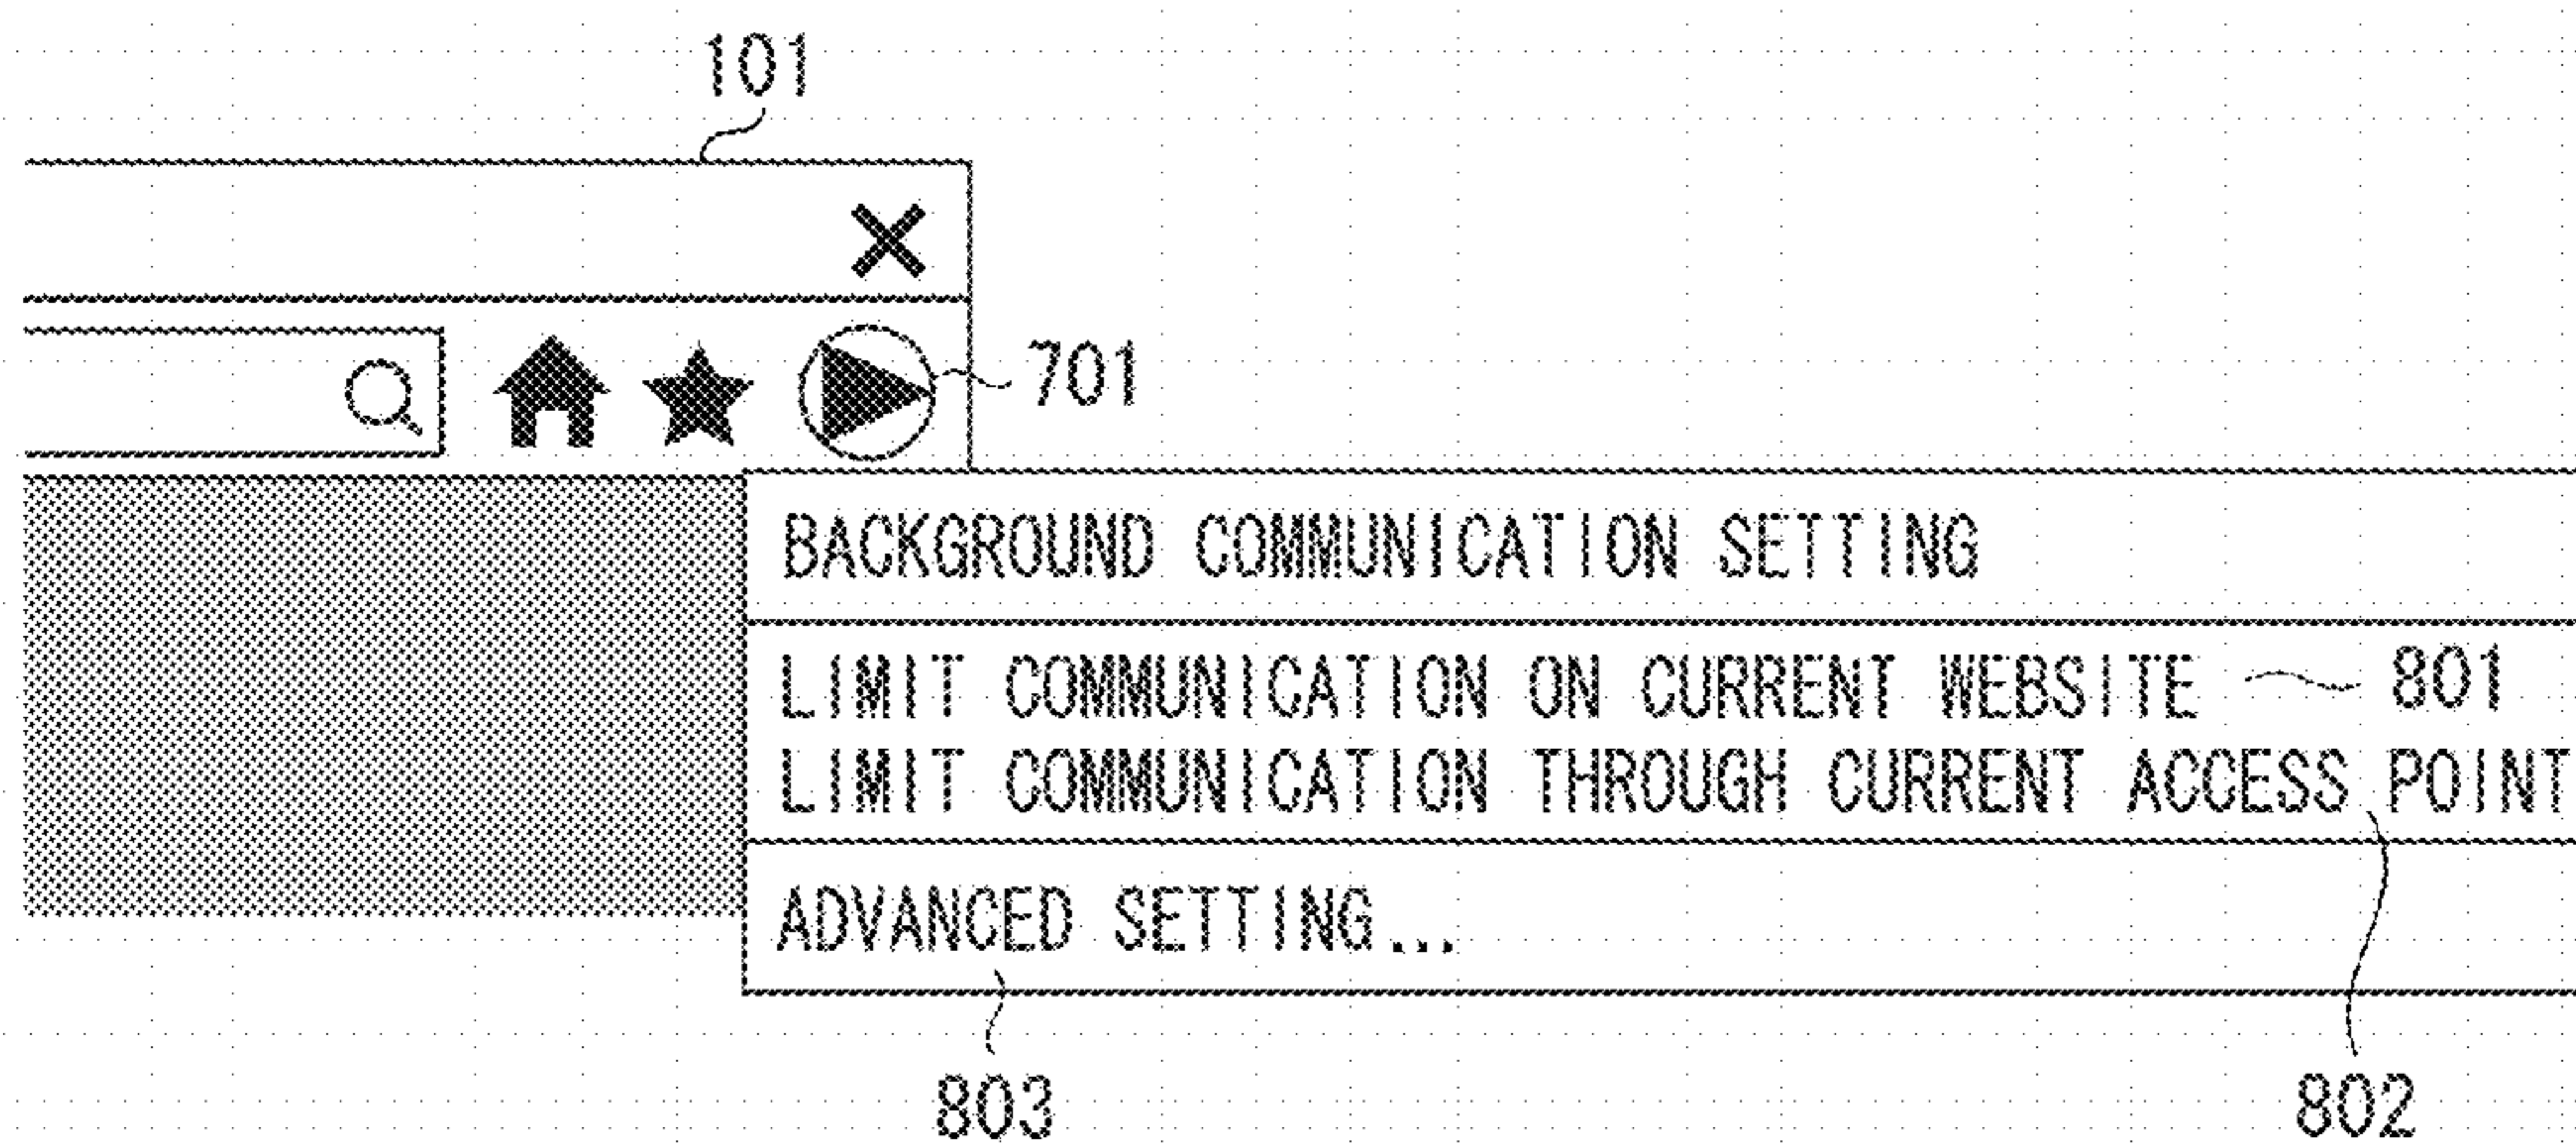 101
701
BACKGROUND COMMUNICATION SETTING
LIMIT COMMUNICATION ON CURRENT WEBSITE 801
LIMIT COMMUNICATION THROUGH CURRENT ACCESS POINT
ADVANCED SETTING...
803 802